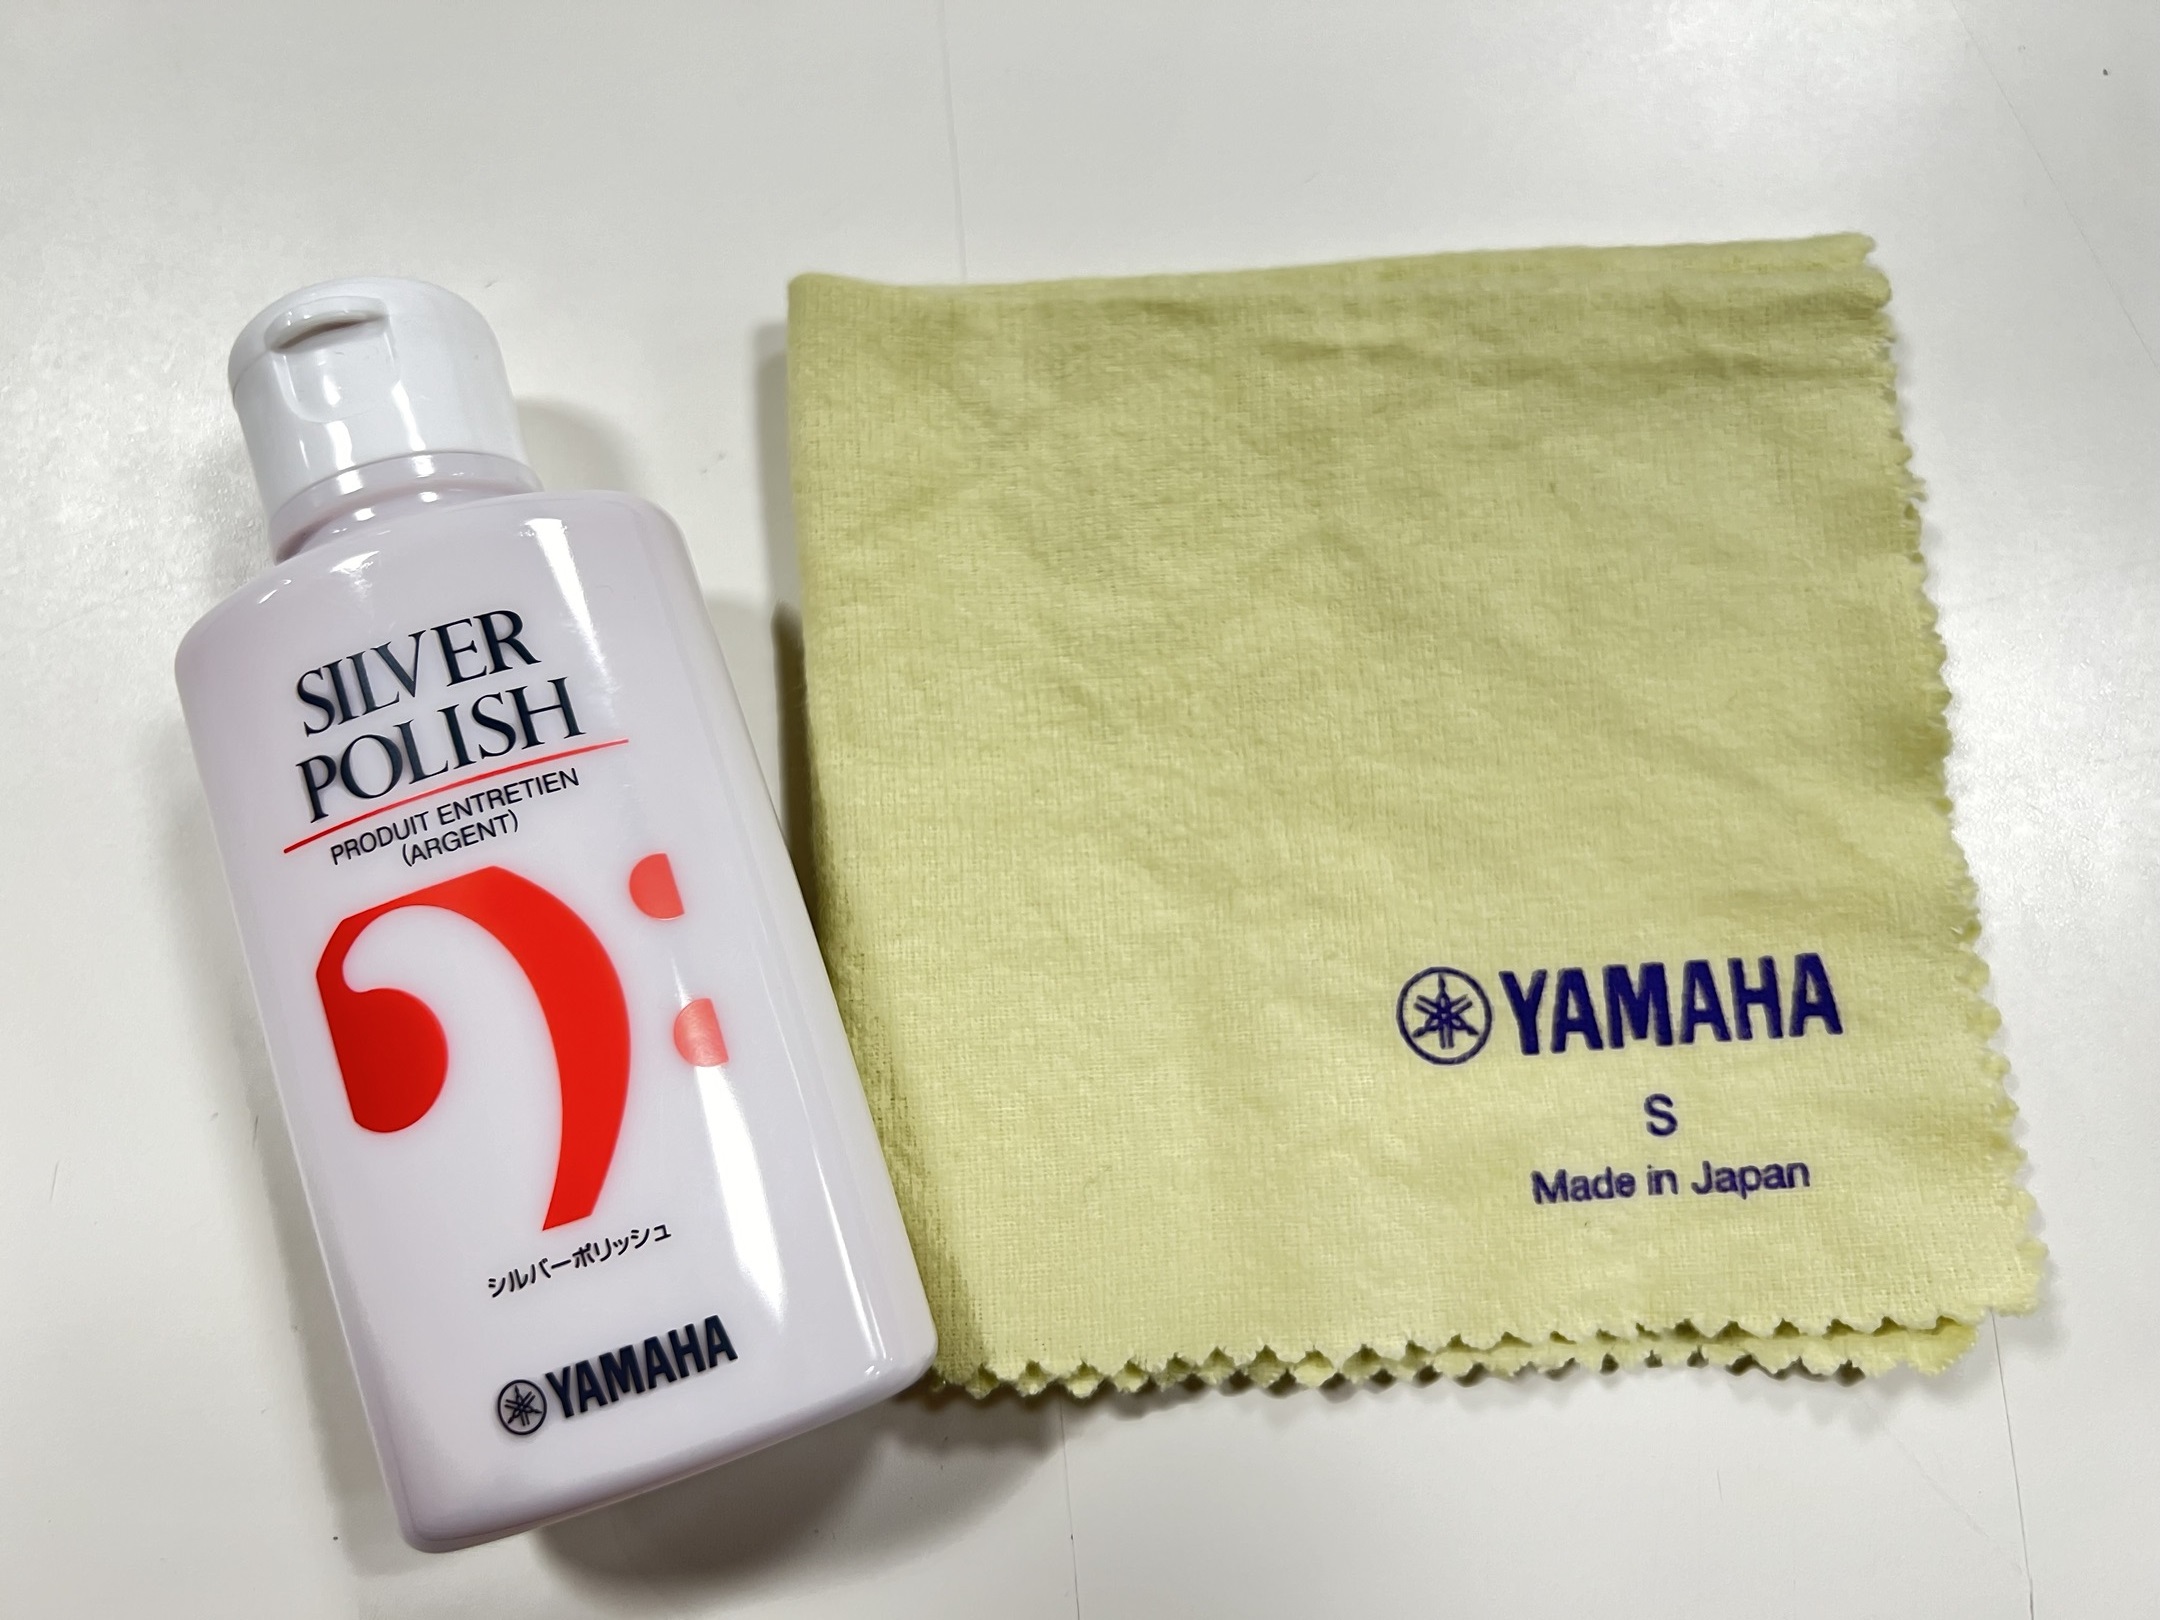 SILVER
POLISH
PRODUIT ENTRETIEN
(ARGENT)
シルバーポリッシュ
YAMAHA
YAMAHA
S
Made in Japan